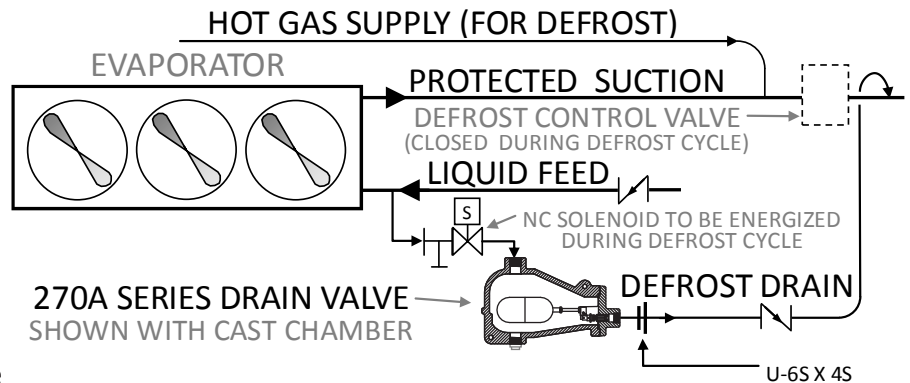 HOT GAS SUPPLY (FOR DEFROST)
EVAPORATOR
PROTECTED SUCTION
DEFROST CONTROL VALVE
(CLOSED DURING DEFROST CYCLE)
LIQUID FEED
S
NC SOLENOID TO BE ENERGIZED
DURING DEFROST CYCLE
270A SERIES DRAIN VALVE
SHOWN WITH CAST CHAMBER
DEFROST DRAIN
U-6S X 4S
e